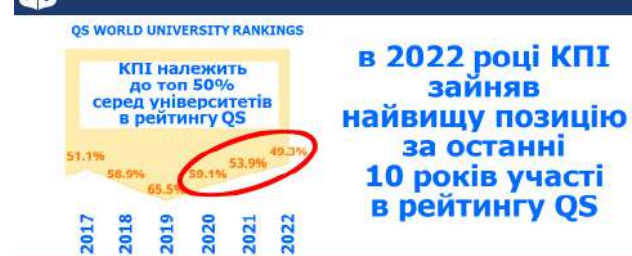 QS WORLD UNIVERSITY RANKINGS
КПІ належить
до топ 50%
серед університетів
в рейтингу QS
51.1%
58.9%
65.5%
59.1%
53.9%
49.3%
2017
2018
2019
2020
2021
2022
в 2022 році КПІ
зайняв
найвищу позицію
за останні
10 років участі
в рейтингу QS